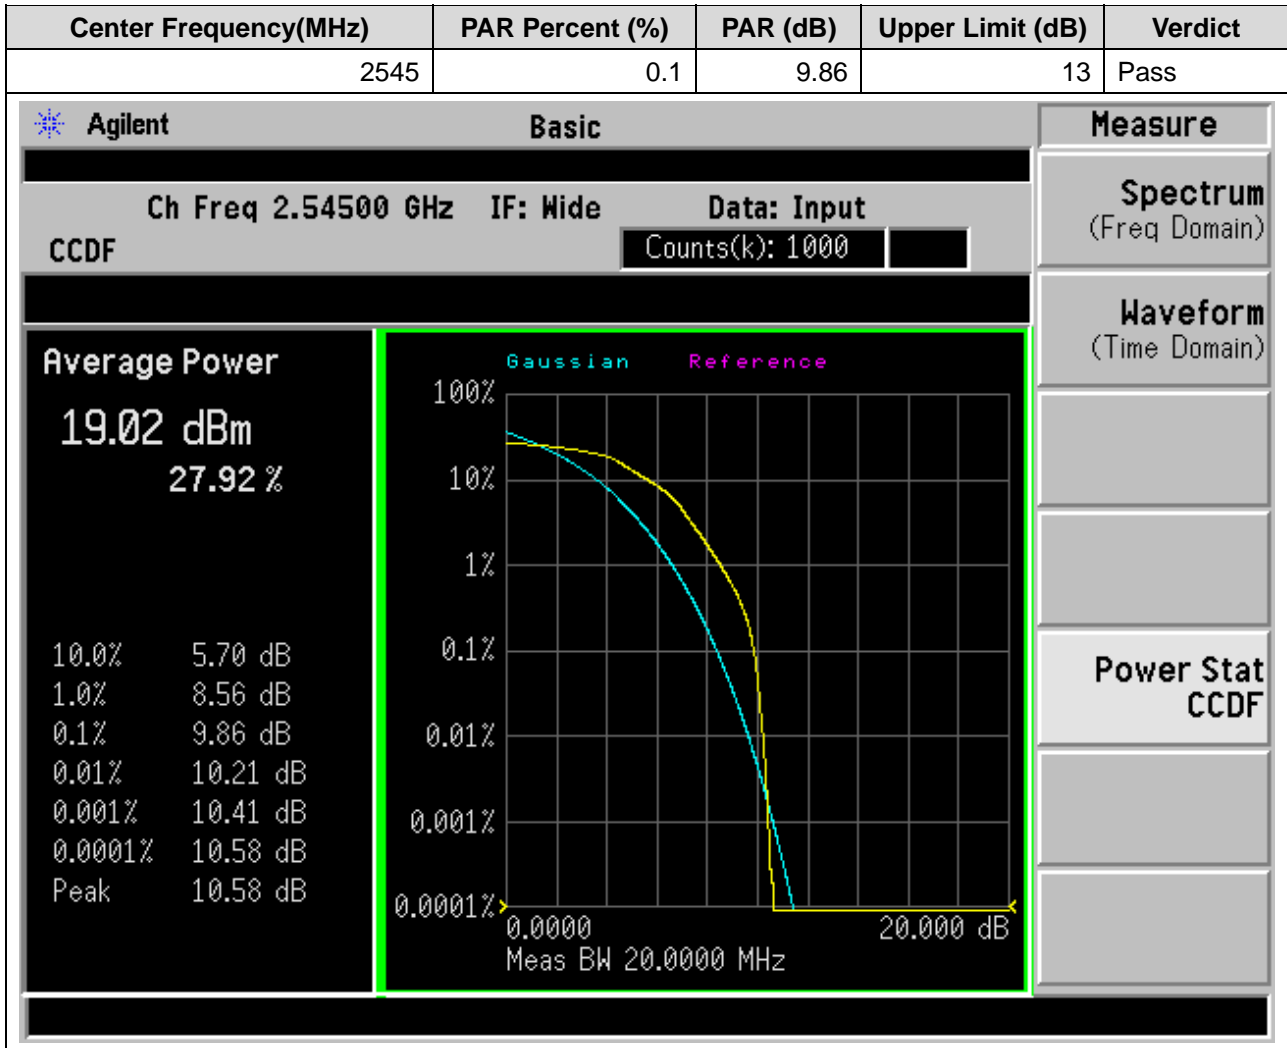 Center Frequency(MHz) PAR Percent (%) PAR (dB) Upper Limit (dB) Verdict
2545 0.1 9.86 13 Pass
Agilent Basic Measure
Ch Freq 2.54500 GHz IF: Wide Data: Input
CCDF Counts(k): 1000
Spectrum
(Freq Domain)
Waveform
(Time Domain)
Power Stat
CCDF
Average Power
19.02 dBm
27.92 %
10.0% 5.70 dB
1.0% 8.56 dB
0.1% 9.86 dB
0.01% 10.21 dB
0.001% 10.41 dB
0.0001% 10.58 dB
Peak 10.58 dB
Gaussian Reference
100%
10%
1%
0.1%
0.01%
0.001%
0.0001%
0.0000 20.000 dB
Meas BW 20.0000 MHz